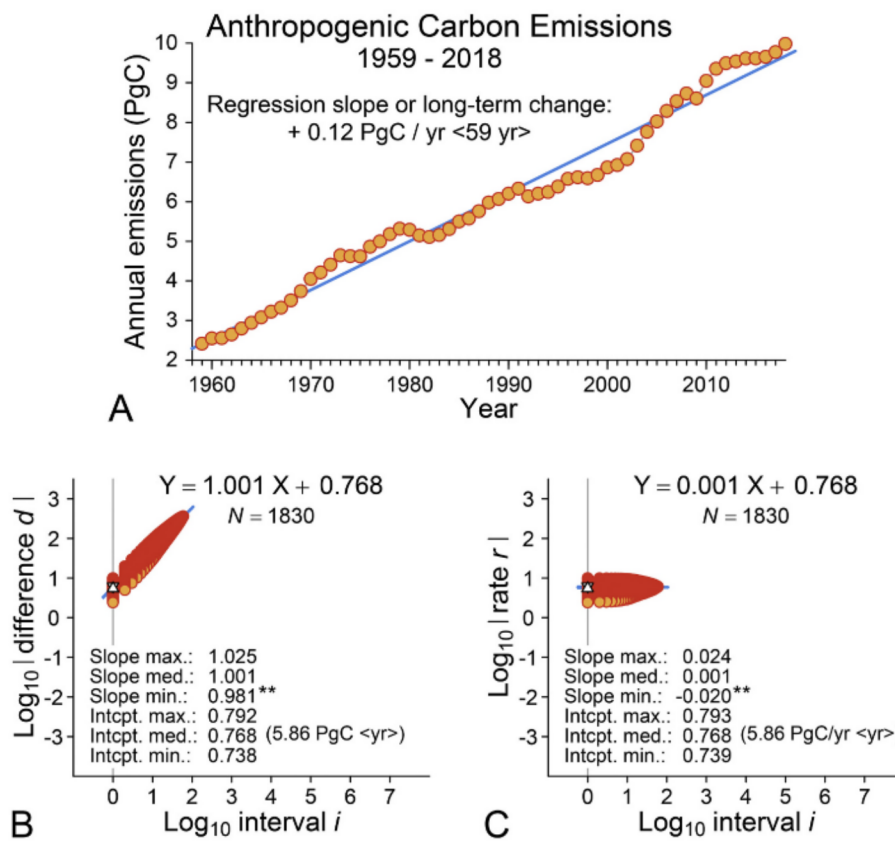 Anthropogenic Carbon Emissions
1959 - 2018
Regression slope or long-term change:
+ 0.12 PgC / yr <59 yr>
Annual emissions (PgC)
10
9
8
7
6
5
4
3
2
1960 1970 1980 1990 2000 2010
Year
A
Y = 1.001 X + 0.768
N = 1830
Log10 | difference d |
3
2
1
0
-1
-2
-3
Slope max.: 1.025
Slope med.: 1.001
Slope min.: 0.981**
Intcpt. max.: 0.792
Intcpt. med.: 0.768 (5.86 PgC <yr>)
Intcpt. min.: 0.738
0 1 2 3 4 5 6 7
Log10 interval i
B
Y = 0.001 X + 0.768
N = 1830
Log10 | rate r |
3
2
1
0
-1
-2
-3
Slope max.: 0.024
Slope med.: 0.001
Slope min.: -0.020**
Intcpt. max.: 0.793
Intcpt. med.: 0.768 (5.86 PgC/yr <yr>
Intcpt. min.: 0.739
0 1 2 3 4 5 6 7
Log10 interval i
C